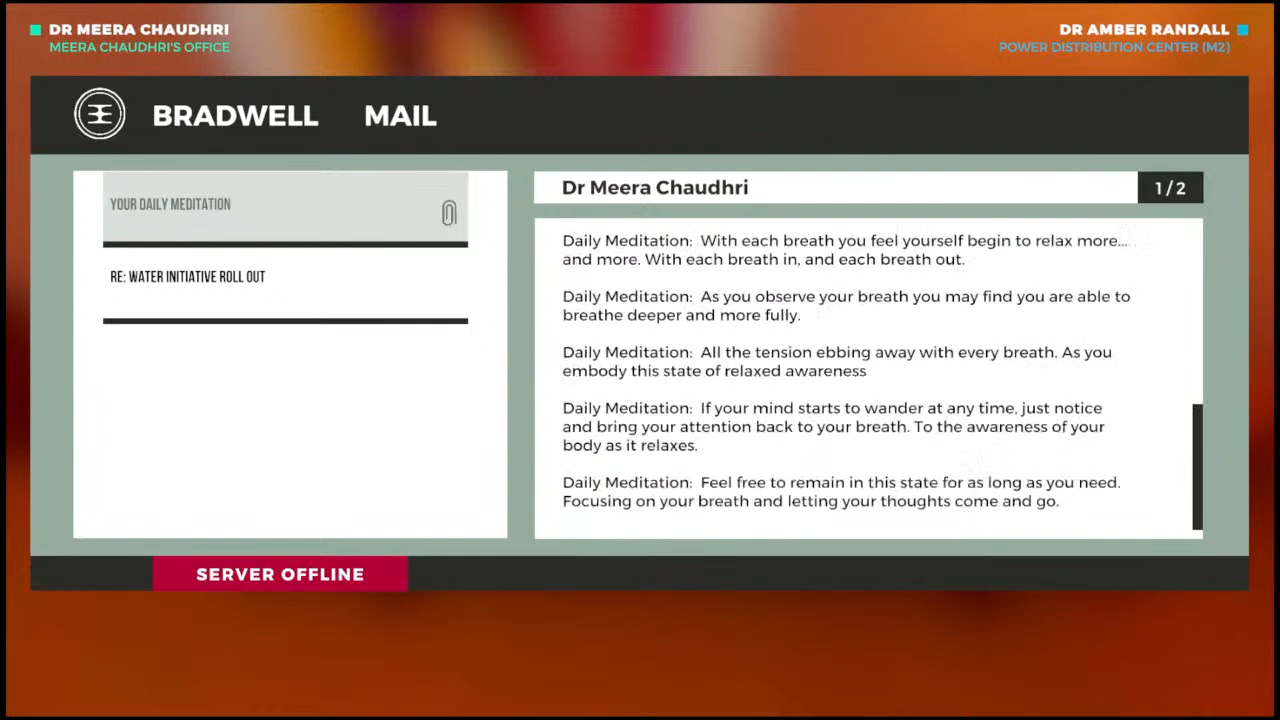 DR MEERA CHAUDHRI
MEERA CHAUDHRI'S OFFICE
DR AMBER RANDALL
POWER DISTRIBUTION CENTER (M2)
BRADWELL MAIL
YOUR DAILY MEDITATION
RE: WATER INITIATIVE ROLL OUT
Dr Meera Chaudhri
1 / 2
Daily Meditation: With each breath you feel yourself begin to relax more...
and more. With each breath in, and each breath out.
Daily Meditation: As you observe your breath you may find you are able to
breathe deeper and more fully.
Daily Meditation: All the tension ebbing away with every breath. As you
embody this state of relaxed awareness
Daily Meditation: If your mind starts to wander at any time, just notice
and bring your attention back to your breath. To the awareness of your
body as it relaxes.
Daily Meditation: Feel free to remain in this state for as long as you need.
Focusing on your breath and letting your thoughts come and go.
SERVER OFFLINE